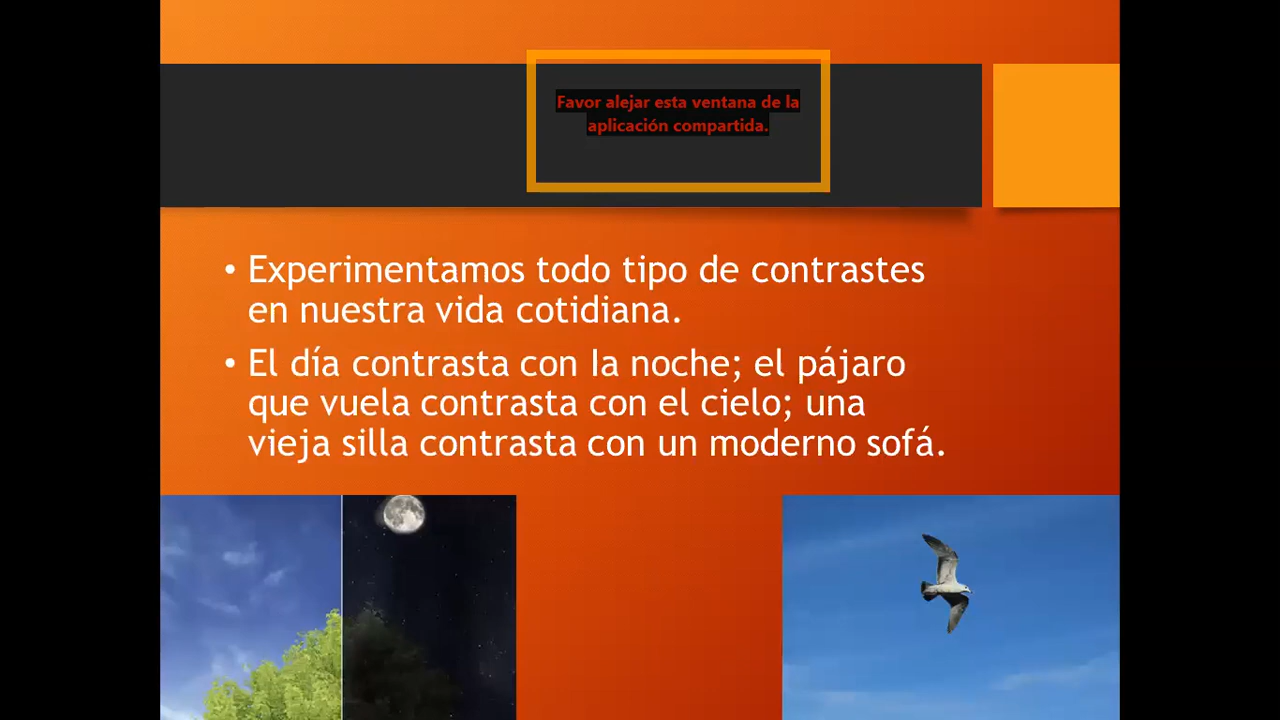 Favor alejar esta ventana de la
aplicación compartida.
• Experimentamos todo tipo de contrastes
en nuestra vida cotidiana.
• El día contrasta con la noche; el pájaro
que vuela contrasta con el cielo; una
vieja silla contrasta con un moderno sofá.